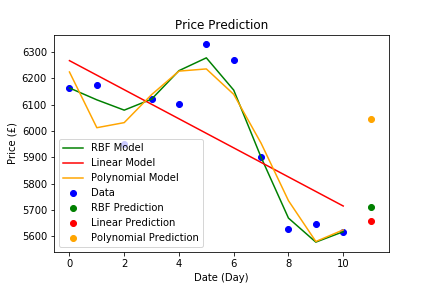 Price Prediction
Price (£)
6300
6200
6100
6000
5900
5800
5700
5600
RBF Model
Linear Model
Polynomial Model
Data
RBF Prediction
Linear Prediction
Polynomial Prediction
0 2 4 6 8 10
Date (Day)